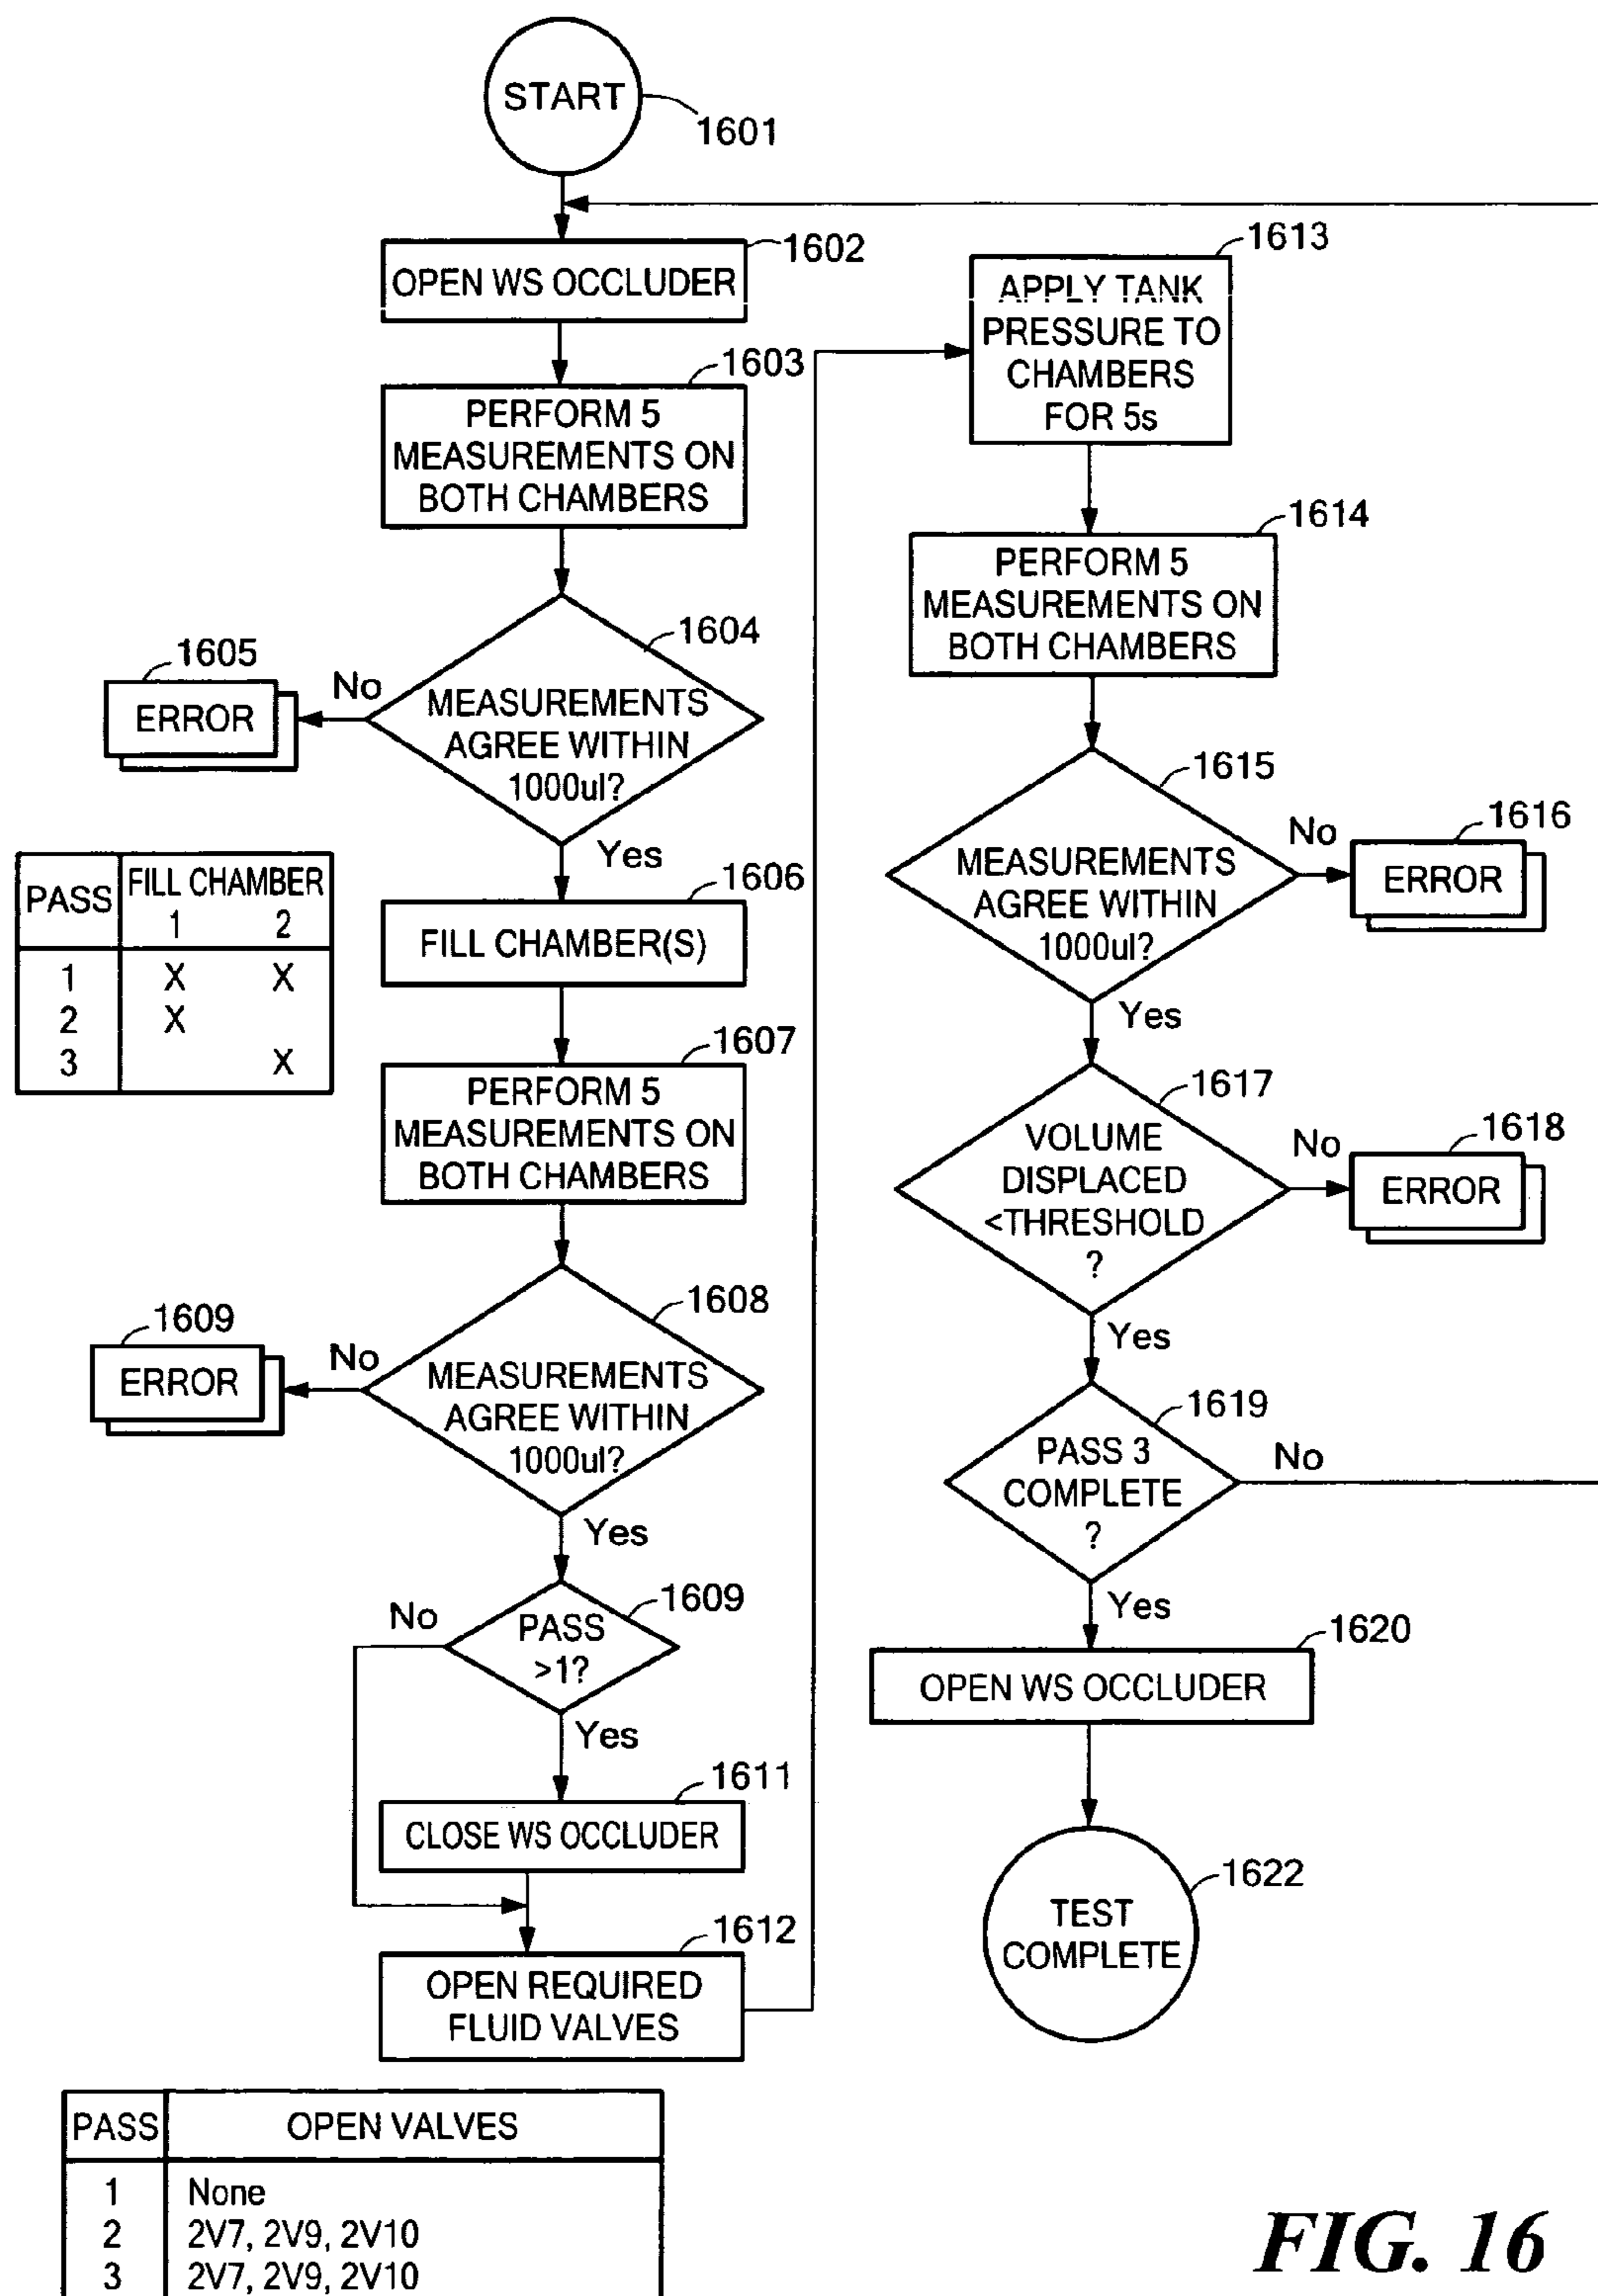 START
1601
1602
OPEN WS OCCLUDER
1603
PERFORM 5
MEASUREMENTS ON
BOTH CHAMBERS
1604
MEASUREMENTS
AGREE WITHIN
1000ul?
No
1605
ERROR
Yes
PASS
FILL CHAMBER
1 2
1 X X
2 X
3 X
1606
FILL CHAMBER(S)
1607
PERFORM 5
MEASUREMENTS ON
BOTH CHAMBERS
1608
MEASUREMENTS
AGREE WITHIN
1000ul?
No
1609
ERROR
Yes
1609
PASS
>1?
No
Yes
1611
CLOSE WS OCCLUDER
1612
OPEN REQUIRED
FLUID VALVES
PASS OPEN VALVES
1 None
2 2V7, 2V9, 2V10
3 2V7, 2V9, 2V10
1613
APPLY TANK
PRESSURE TO
CHAMBERS
FOR 5s
1614
PERFORM 5
MEASUREMENTS ON
BOTH CHAMBERS
1615
MEASUREMENTS
AGREE WITHIN
1000ul?
No
1616
ERROR
Yes
1617
VOLUME
DISPLACED
<THRESHOLD
?
No
1618
ERROR
Yes
1619
PASS 3
COMPLETE
?
No
Yes
1620
OPEN WS OCCLUDER
1622
TEST
COMPLETE
FIG. 16